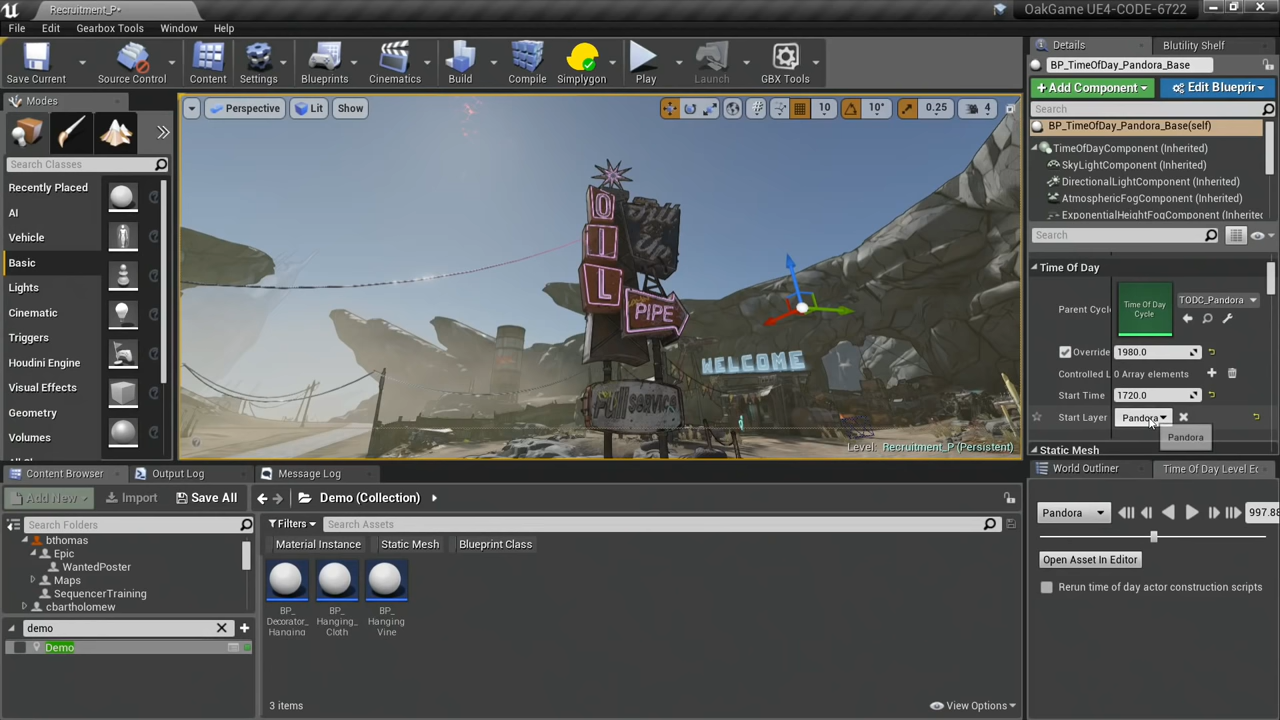 Recruitment_P*
OakGame UE4-CODE-6722
File
Edit
Gearbox Tools
Window
Help
Save Current
Source Control
Content
Settings
Blueprints
Cinematics
Build
Compile
Simplygon
Play
Launch
GBX Tools
Modes
Search Classes
Recently Placed
AI
Vehicle
Basic
Lights
Cinematic
Triggers
Houdini Engine
Visual Effects
Geometry
Volumes
Perspective
Lit
Show
10
10°
0.25
4
OIL
Fill
Up
PIPE
WELCOME
Full Service
Level: Recruitment_P (Persistent)
Details
Blutility Shelf
BP_TimeOfDay_Pandora_Base
+ Add Component
Edit Blueprir
Search
BP_TimeOfDay_Pandora_Base(self)
TimeOfDayComponent (Inherited)
SkyLightComponent (Inherited)
DirectionalLightComponent (Inherited)
AtmosphericFogComponent (Inherited)
ExponentialHeightFogComponent (Inherited
Search
Time Of Day
Parent Cycl
Time Of Day
Cycle
TODC_Pandora
Override
1980.0
Controlled L
0 Array elements
Start Time
1720.0
Start Layer
Pandora
Pandora
Static Mesh
World Outliner
Time Of Day Level Ec
Pandora
997.88
Open Asset In Editor
Rerun time of day actor construction scripts
Content Browser
Output Log
Message Log
Add New
Import
Save All
Demo (Collection)
Search Folders
bthomas
Epic
WantedPoster
Maps
SequencerTraining
cbartholomew
demo
Demo
Filters
Search Assets
Material Instance
Static Mesh
Blueprint Class
BP_
Decorator_
Hanging
BP_
Hanging_
Cloth
BP_
Hanging
Vine
3 items
View Options